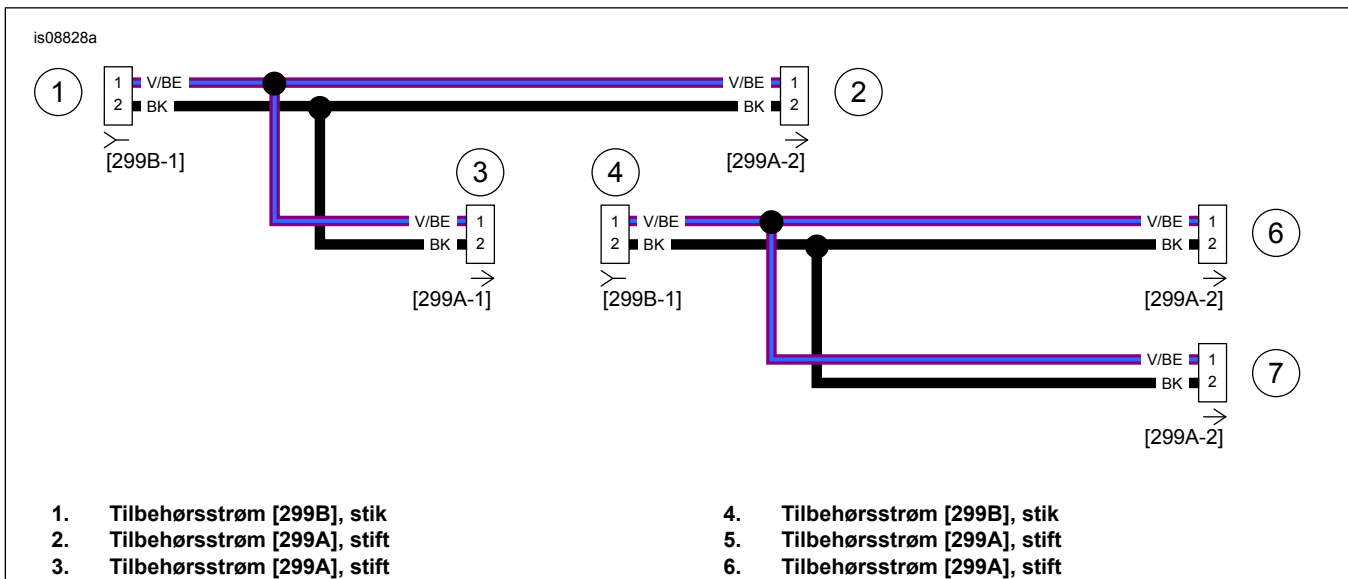 is08828a
1
1 V/BE
2 BK
[299B-1]
V/BE 1
BK 2
2
[299A-2]
3
V/BE 1
BK 2
[299A-1]
4
1 V/BE
2 BK
[299B-1]
V/BE 1
BK 2
6
[299A-2]
V/BE 1
BK 2
7
[299A-2]
1. Tilbehørsstrøm [299B], stik
2. Tilbehørsstrøm [299A], stift
3. Tilbehørsstrøm [299A], stift
4. Tilbehørsstrøm [299B], stik
5. Tilbehørsstrøm [299A], stift
6. Tilbehørsstrøm [299A], stift